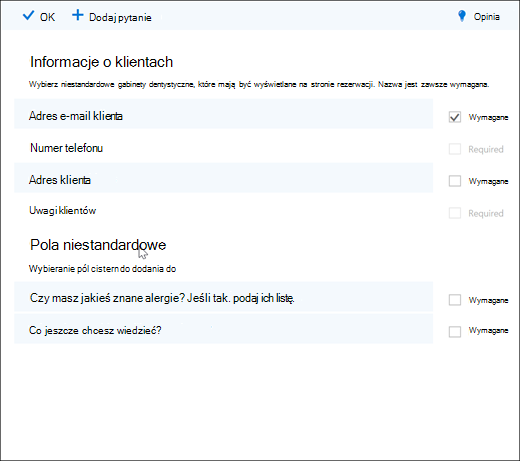 OK
Dodaj pytanie
Opinia
Informacje o klientach
Wybierz niestandardowe gabinety dentystyczne, które mają być wyświetlane na stronie rezerwacji. Nazwa jest zawsze wymagana.
Adres e-mail klienta
Wymagane
Numer telefonu
Required
Adres klienta
Wymagane
Uwagi klientów
Required
Pola niestandardowe
Wybieranie pól cistern do dodania do
Czy masz jakieś znane alergie? Jeśli tak. podaj ich listę.
Wymagane
Co jeszcze chcesz wiedzieć?
Wymagane